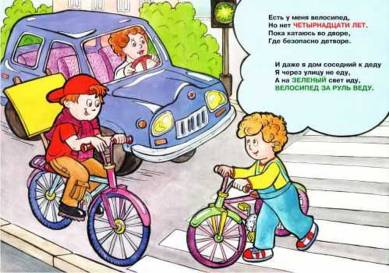 Есть у меня велосипед,
Но нет ЧЕТЫРНАДЦАТИ ЛЕТ.
Пока катаюсь во дворе,
Где безопасно детворе.
И даже в дом соседний к деду
Я через улицу не еду,
А на ЗЕЛЕНЫЙ свет иду,
ВЕЛОСИПЕД ЗА РУЛЬ ВЕДУ.